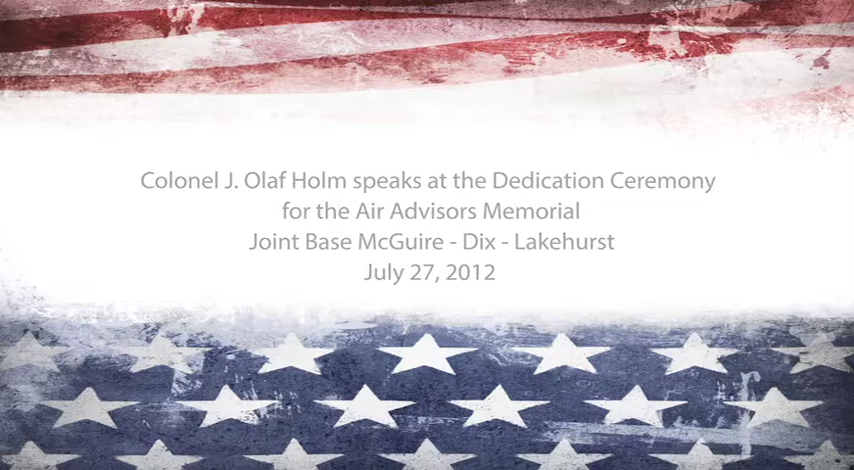 Colonel J. Olaf Holm speaks at the Dedication Ceremony
for the Air Advisors Memorial
Joint Base McGuire - Dix - Lakehurst
July 27, 2012